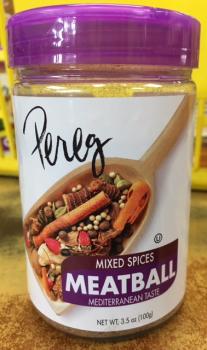 Pereg
U
MIXED SPICES
MEATBALL
MEDITERRANEAN TASTE
NET WT, 3.5 oz (100g)